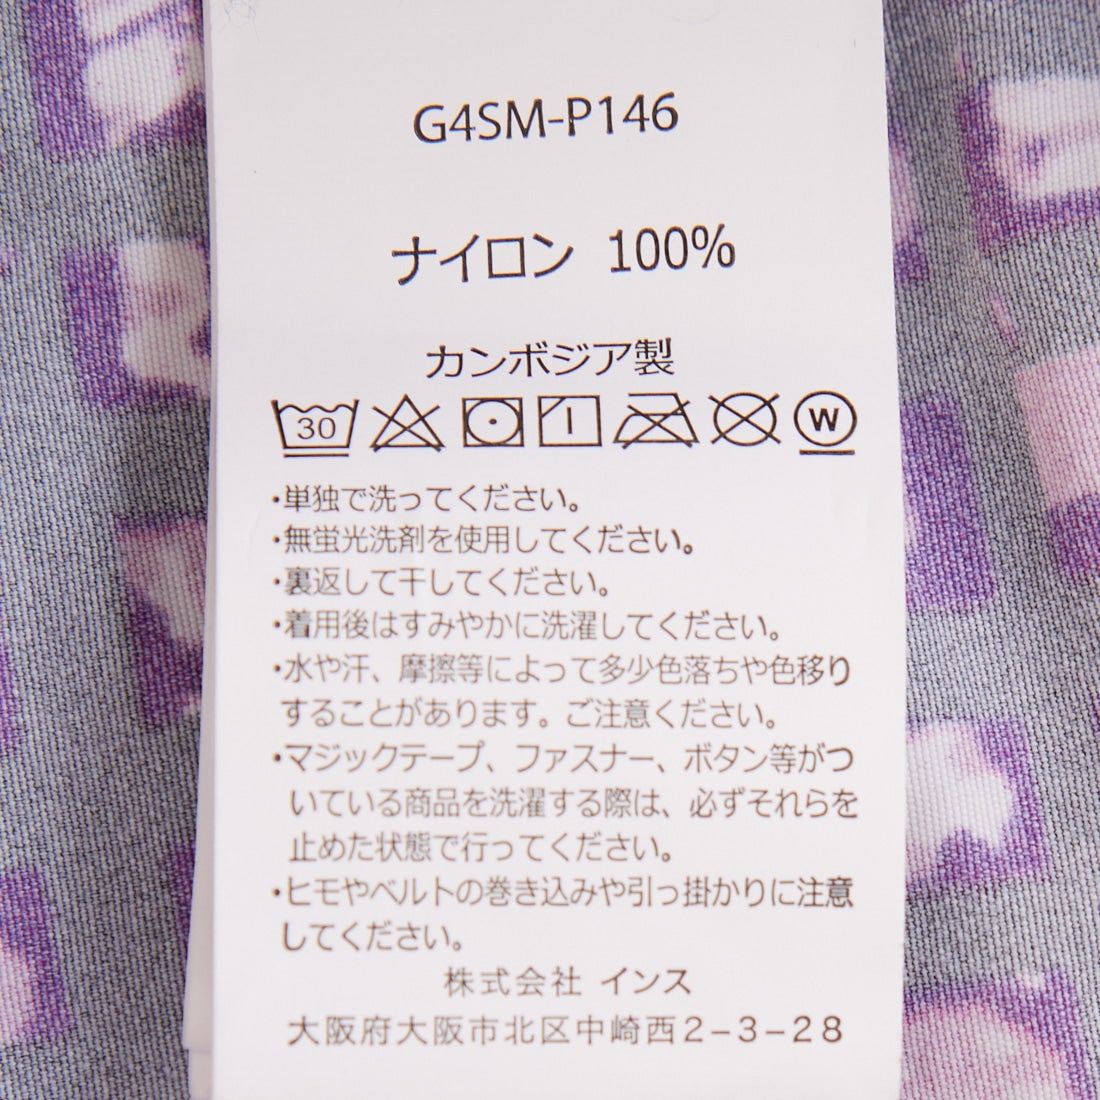 G4SM-P146
ナイロン 100%
カンボジア製
30 W
・単独で洗ってください。
・無蛍光洗剤を使用してください。
・裏返して干してください。
・着用後はすみやかに洗濯してください。
・水や汗、摩擦等によって多少色落ちや色移り
することがあります。ご注意ください。
・マジックテープ、ファスナー、ボタン等がつ
いている商品を洗濯する際は、必ずそれらを
止めた状態で行ってください。
・ヒモやベルトの巻き込みや引っ掛かりに注意
してください。
株式会社 インス
大阪府大阪市北区中崎西2-3-28